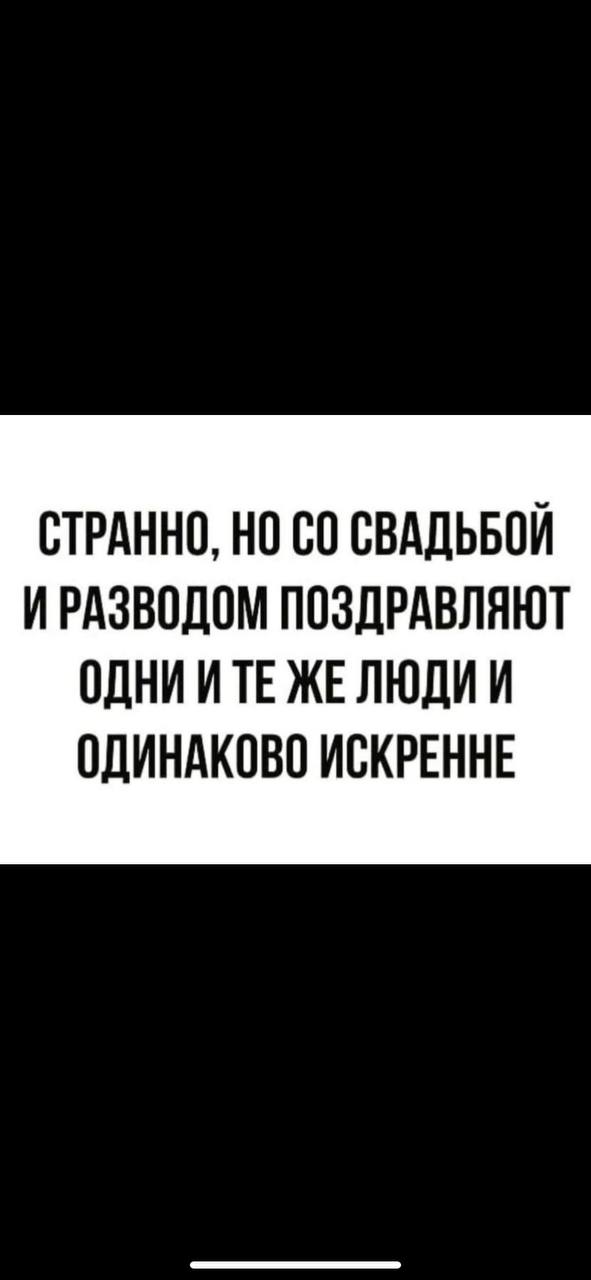 СТРАННО, НО СО СВАДЬБОЙ
И РАЗВОДОМ ПОЗДРАВЛЯЮТ
ОДНИ И ТЕ ЖЕ ЛЮДИ И
ОДИНАКОВО ИСКРЕННЕ